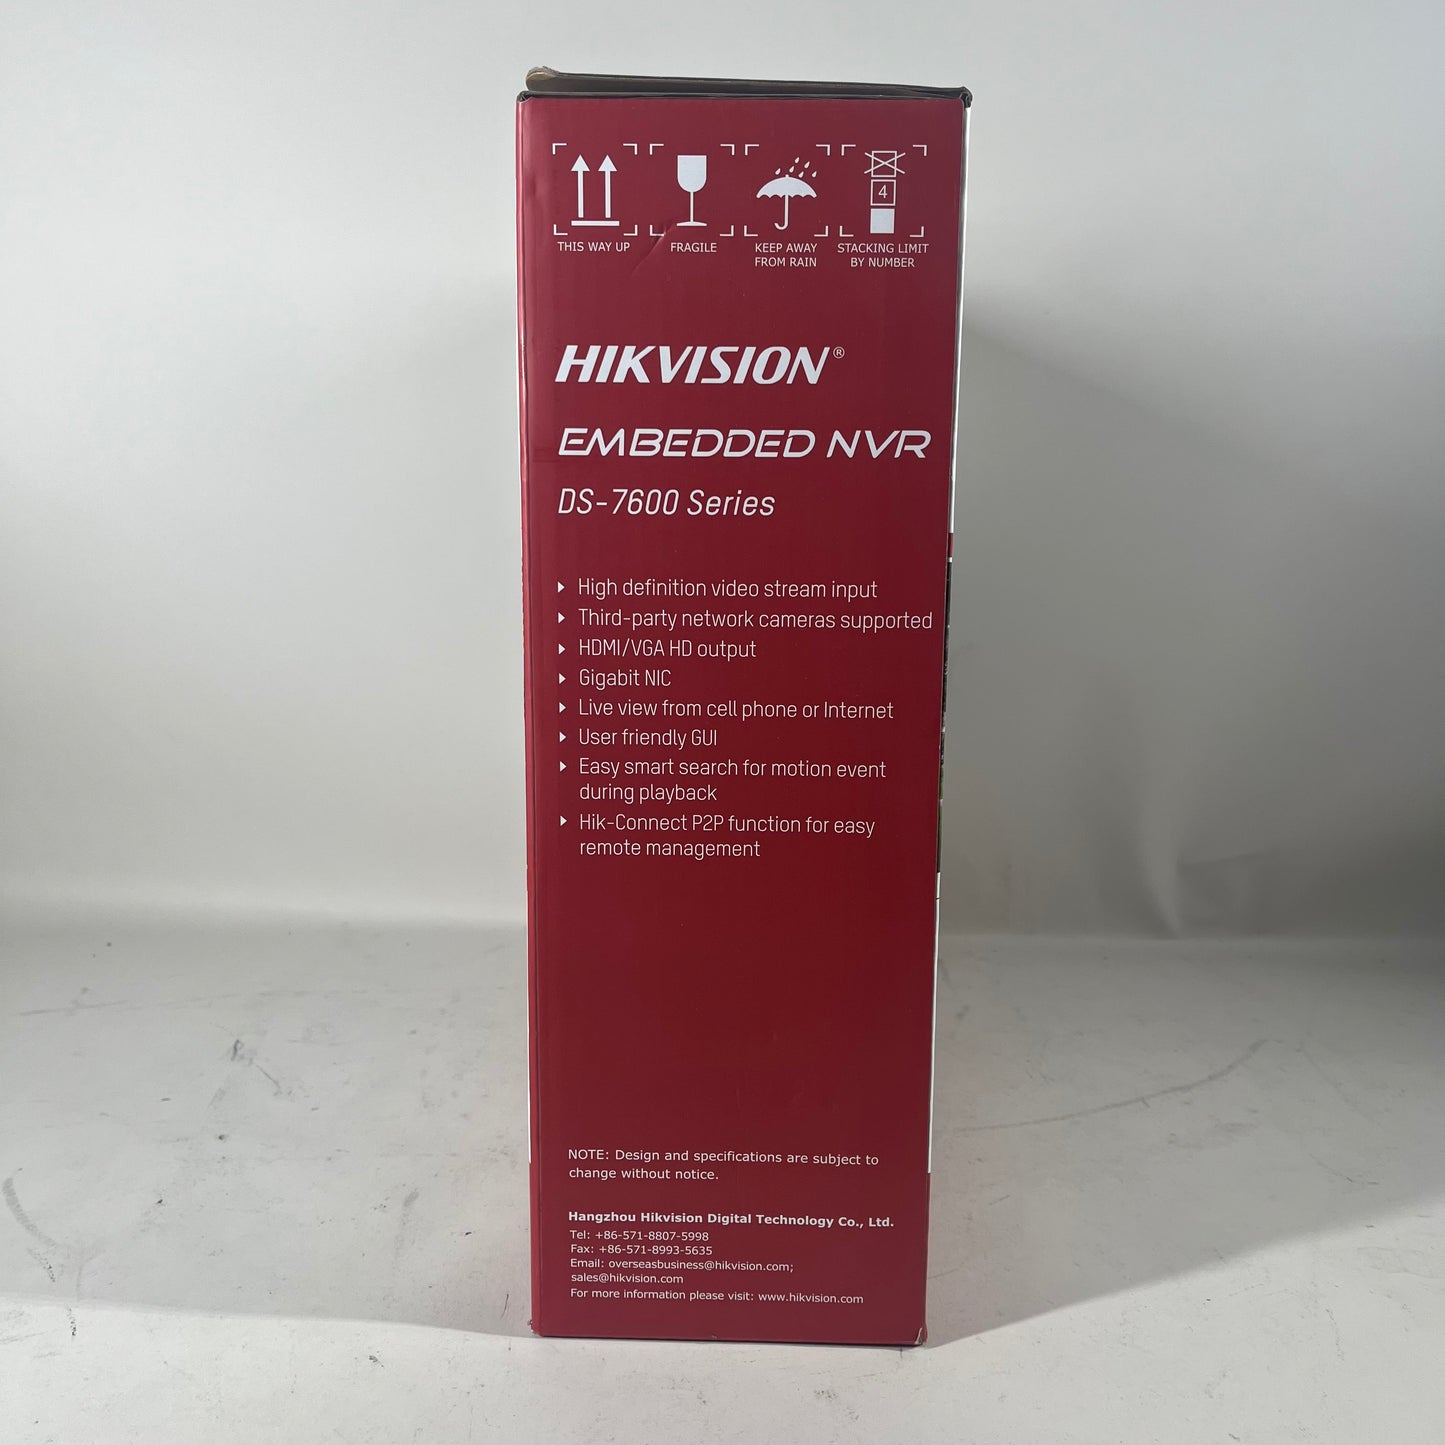 4
THIS WAY UP
FRAGILE
KEEP AWAY
FROM RAIN
STACKING LIMIT
BY NUMBER
HIKVISION®
EMBEDDED NVR
DS-7600 Series
High definition video stream input
Third-party network cameras supported
HDMI/VGA HD output
Gigabit NIC
Live view from cell phone or Internet
User friendly GUI
Easy smart search for motion event
during playback
Hik-Connect P2P function for easy
remote management
NOTE: Design and specifications are subject to
change without notice.
Hangzhou Hikvision Digital Technology Co., Ltd.
Tel: +86-571-8807-5998
Fax: +86-571-8993-5635
Email: overseasbusiness@hikvision.com;
sales@hikvision.com
For more information please visit: www.hikvision.com